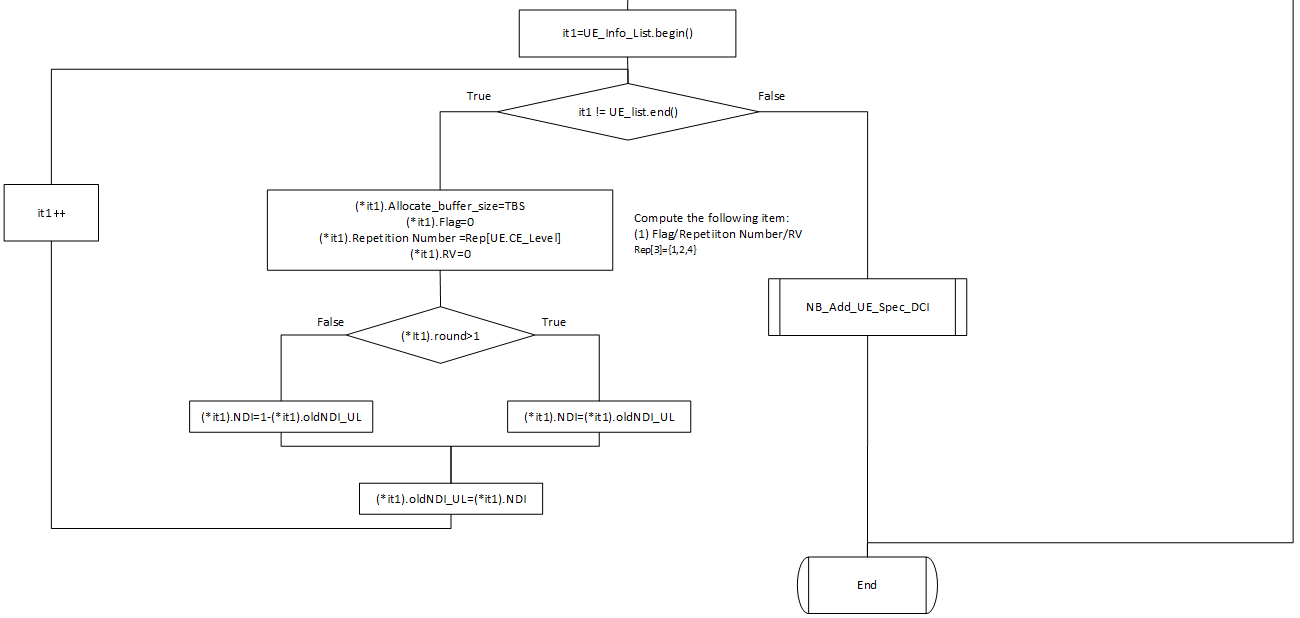 it1=UE_Info_List.begin()
True
False
it1 != UE_list.end()
it1++
(*it1).Allocate_buffer_size=TBS
(*it1).Flag=0
(*it1).Repetition Number =Rep[UE.CE_Level]
(*it1).RV=0
Compute the following item:
(1) Flag/Repetiiton Number/RV
Rep[3]={1,2,4}
NB_Add_UE_Spec_DCI
False
True
(*It1).round>1
(*it1).NDI=1-(*it1).oldNDI_UL
(*it1).NDI=(*it1).oldNDI_UL
(*it1).oldNDI_UL=(*it1).NDI
End